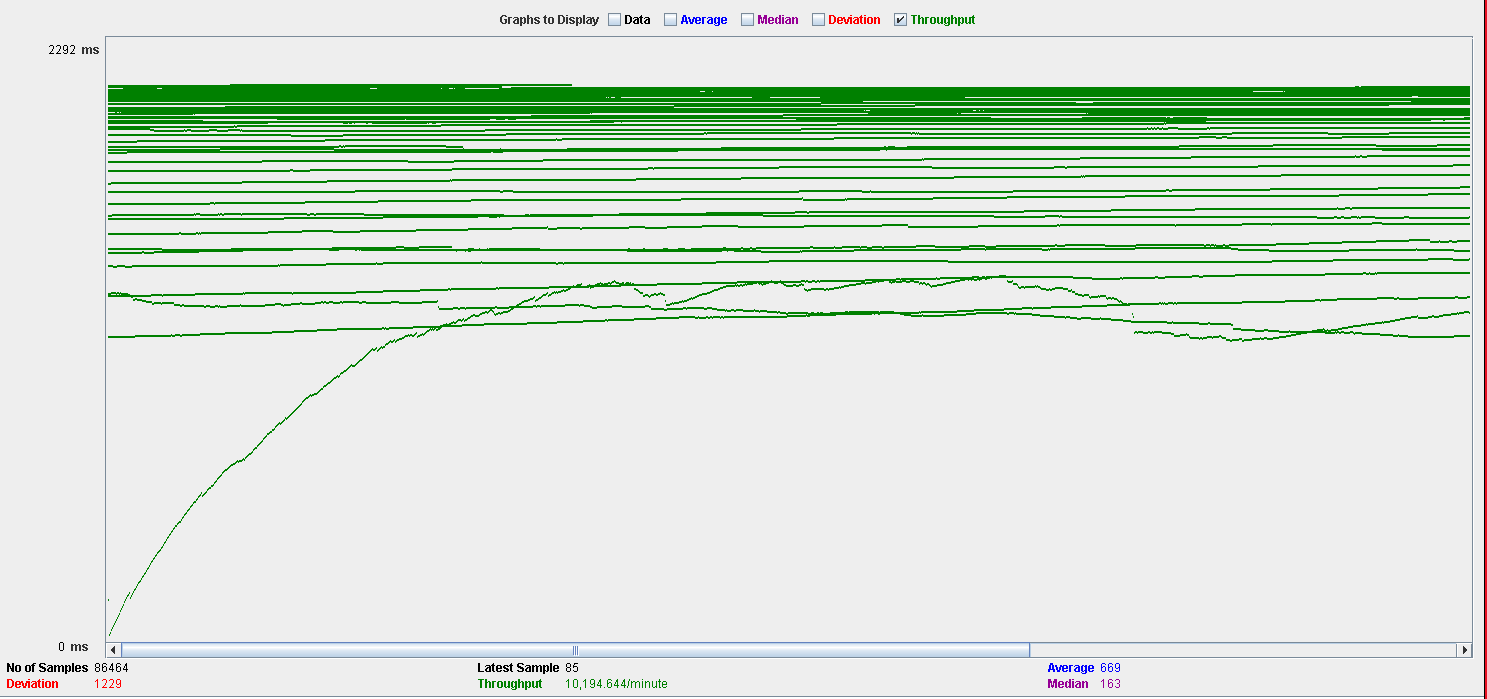 Graphs to Display Data Average Median Deviation Throughput
2292 ms
0 ms
No of Samples 86464 Latest Sample 85 Average 669
Deviation 1229 Throughput 10,194.644/minute Median 163